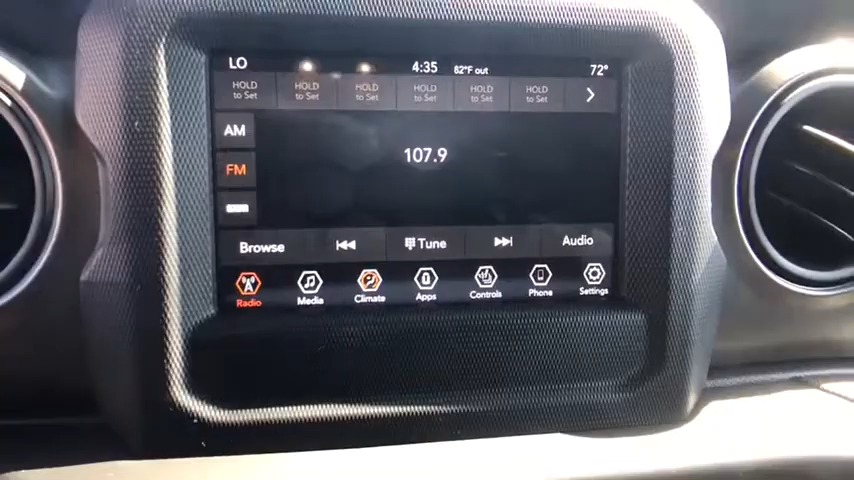 LO 4:35 82°F out 72°
HOLD to Set HOLD to Set HOLD to Set HOLD to Set HOLD to Set HOLD to Set
AM
107.9
FM
Browse Tune Audio
Radio Media Climate Apps Controls Phone Settings